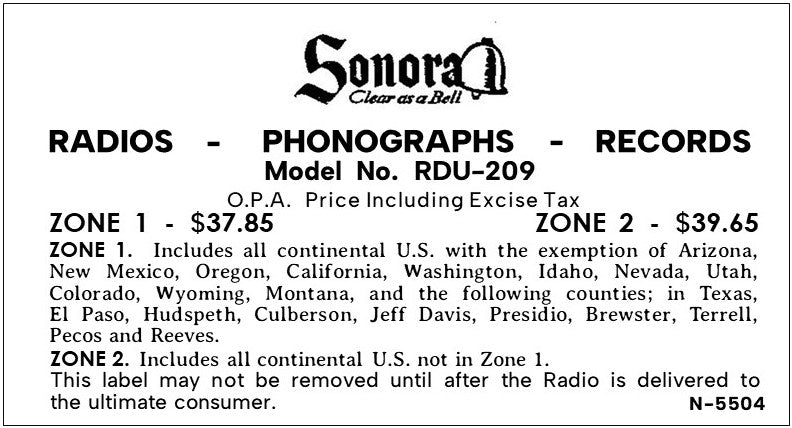 Sonora
Clear as a Bell
RADIOS - PHONOGRAPHS - RECORDS
Model No. RDU-209
O.P.A. Price Including Excise Tax
ZONE 1 - $37.85 ZONE 2 - $39.65
ZONE 1. Includes all continental U.S. with the exemption of Arizona,
New Mexico, Oregon, California, Washington, Idaho, Nevada, Utah,
Colorado, Wyoming, Montana, and the following counties; in Texas,
El Paso, Hudspeth, Culberson, Jeff Davis, Presidio, Brewster, Terrell,
Pecos and Reeves.
ZONE 2. Includes all continental U.S. not in Zone 1.
This label may not be removed until after the Radio is delivered to
the ultimate consumer. N-5504